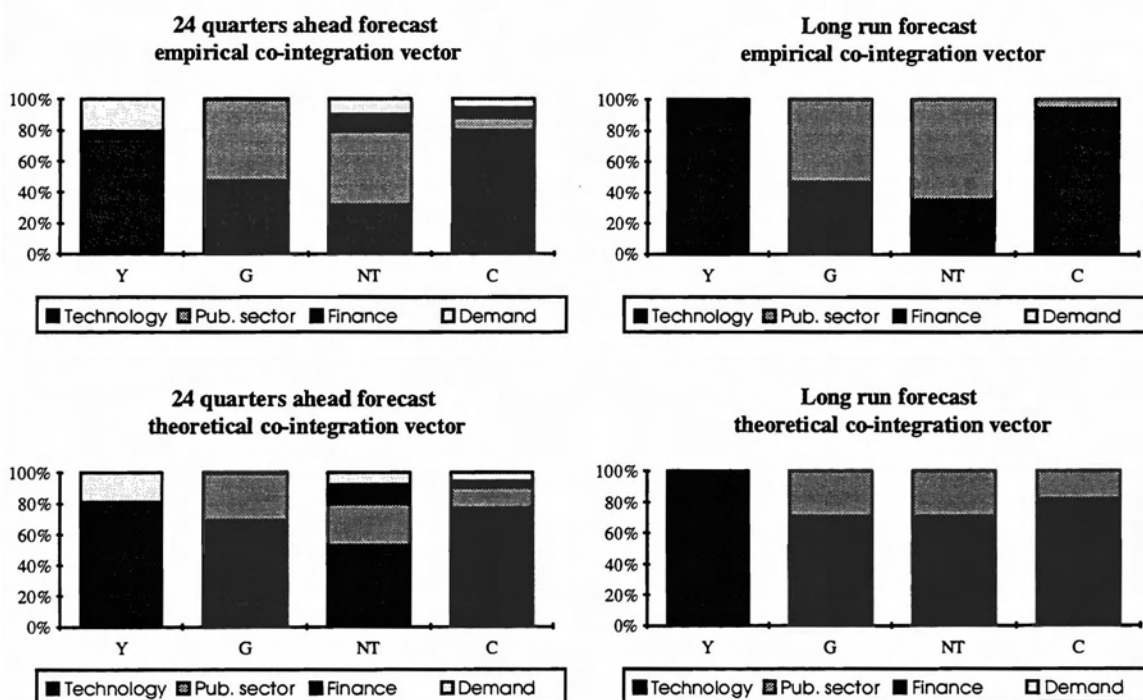 24 quarters ahead forecast
empirical co-integration vector
100%
80%
60%
40%
20%
0%
Y G NT C
Technology Pub. sector Finance Demand
Long run forecast
empirical co-integration vector
100%
80%
60%
40%
20%
0%
Y G NT C
Technology Pub. sector Finance Demand
24 quarters ahead forecast
theoretical co-integration vector
100%
80%
60%
40%
20%
0%
Y G NT C
Technology Pub. sector Finance Demand
Long run forecast
theoretical co-integration vector
100%
80%
60%
40%
20%
0%
Y G NT C
Technology Pub. sector Finance Demand